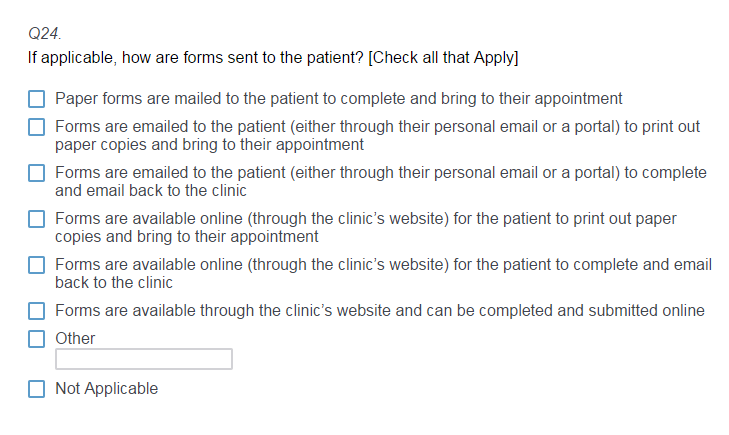 Q24.
If applicable, how are forms sent to the patient? [Check all that Apply]
Paper forms are mailed to the patient to complete and bring to their appointment
Forms are emailed to the patient (either through their personal email or a portal) to print out
paper copies and bring to their appointment
Forms are emailed to the patient (either through their personal email or a portal) to complete
and email back to the clinic
Forms are available online (through the clinic’s website) for the patient to print out paper
copies and bring to their appointment
Forms are available online (through the clinic’s website) for the patient to complete and email
back to the clinic
Forms are available through the clinic’s website and can be completed and submitted online
Other
Not Applicable